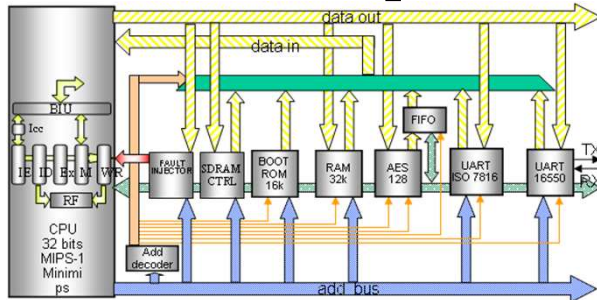 data out
data in
BIU
Icc
IE ID Ex M WR
RF
CPU
32 bits
MIPS-1
Minimi
ps
FAULT
INJECTOR
SDRAM
CTRL
BOOT
ROM
16k
RAM
32k
AES
128
FIFO
UART
ISO 7816
UART
16550
TX
Add
decoder
add bus